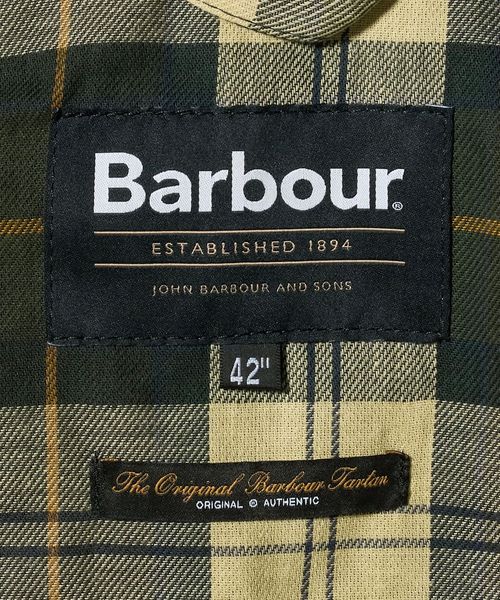 Barbour®
ESTABLISHED 1894
JOHN BARBOUR AND SONS
42"
The Original Barbour Tartan
ORIGINAL @ AUTHENTIC